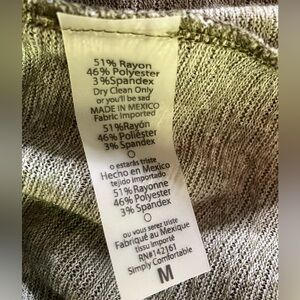 51% Rayon
46% Polyester
3% Spandex
Dry Clean Only
or you'll be sad
MADE IN MEXICO
Fabric Imported
51% Rayón
46% Poliéster
3% Spandex
o estarás triste
Hecho en Mexico
tejido importado
51% Rayonne
46% Polyester
3% Spandex
ou vous serez triste
Fabriqué au Mexique
tissu importé
RN#142161
Simply Comfortable
M